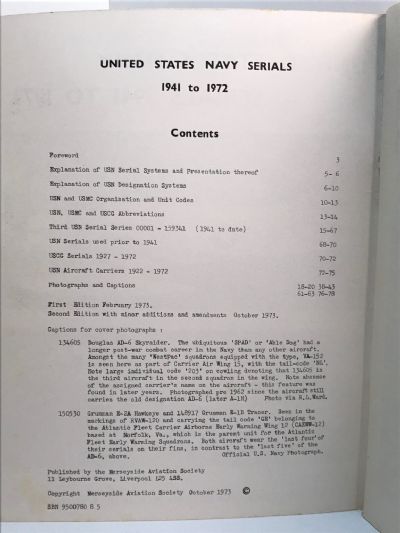 UNITED STATES NAVY SERIALS
1941 to 1972
Contents
Foreword 3
Explanation of USN Serial Systems and Presentation thereof 5- 6
Explanation of USN Designation Systems 6-10
USN and USMC Organization and Unit Codes 10-13
USN, USMC and USCG Abbreviations 13-14
Third USN Serial Series 00001 - 159341 (1941 to date) 15-67
USN Serials used prior to 1941 68-70
USCG Serials 1927 - 1972 70-72
USN Aircraft Carriers 1922 - 1972 72-75
Photographs and Captions 18-20 38-43
61-63 76-78
First Edition February 1973.
Second Edition with minor additions and amendments October 1973.
Captions for cover photographs :
134605 Douglas AD-6 Skyraider. The ubiquitous 'SPAD' or 'Able Dog' had a
longer post-war combat career in the Navy than any other aircraft.
Amongst the many 'WestPac' squadrons equipped with the type, VA-152
is seen here as part of Carrier Air Wing 15, with the tail-code 'NL'.
Note large individual code '203' on cowling denoting that 134605 is
the third aircraft in the second squadron in the wing. Note absence
of the assigned carrier's name on the aircraft - this feature was
found in later years. Photographed pre 1962 since the aircraft still
carries the old designation AD-6 (later A-1H) Photo via R.L.Ward.
150530 Grumman E-2A Hawkeye and 148917 Grumman E-1B Tracer. Seen in the
markings of RVAW-120 and carrying the tail code 'GE' belonging to
the Atlantic Fleet Carrier Airborne Early Warning Wing 12 (CAEWW-12)
based at Norfolk, Va., which is the parent unit for the Atlantic
Fleet Early Warning Squadrons. Both aircraft wear the 'last four' of
their serials on their fins, in contrast to the 'last five' of the
AD-6, above. Official U.S. Navy Photograph.
Published by the Merseyside Aviation Society
11 Leybourne Grove, Liverpool L25 4SS.
Copyright Merseyside Aviation Society October 1973 ©
SBN 9500780 8 5